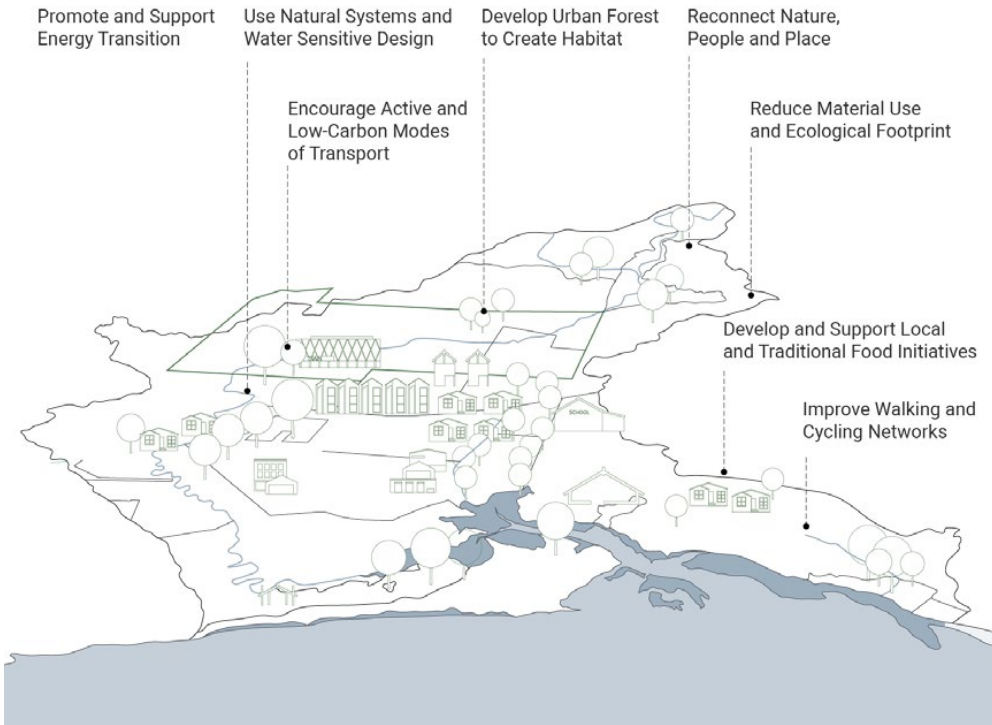 Promote and Support
Energy Transition
Use Natural Systems and
Water Sensitive Design
Develop Urban Forest
to Create Habitat
Reconnect Nature,
People and Place
Encourage Active and
Low-Carbon Modes
of Transport
Reduce Material Use
and Ecological Footprint
Develop and Support Local
and Traditional Food Initiatives
Improve Walking and
Cycling Networks
SCHOOL